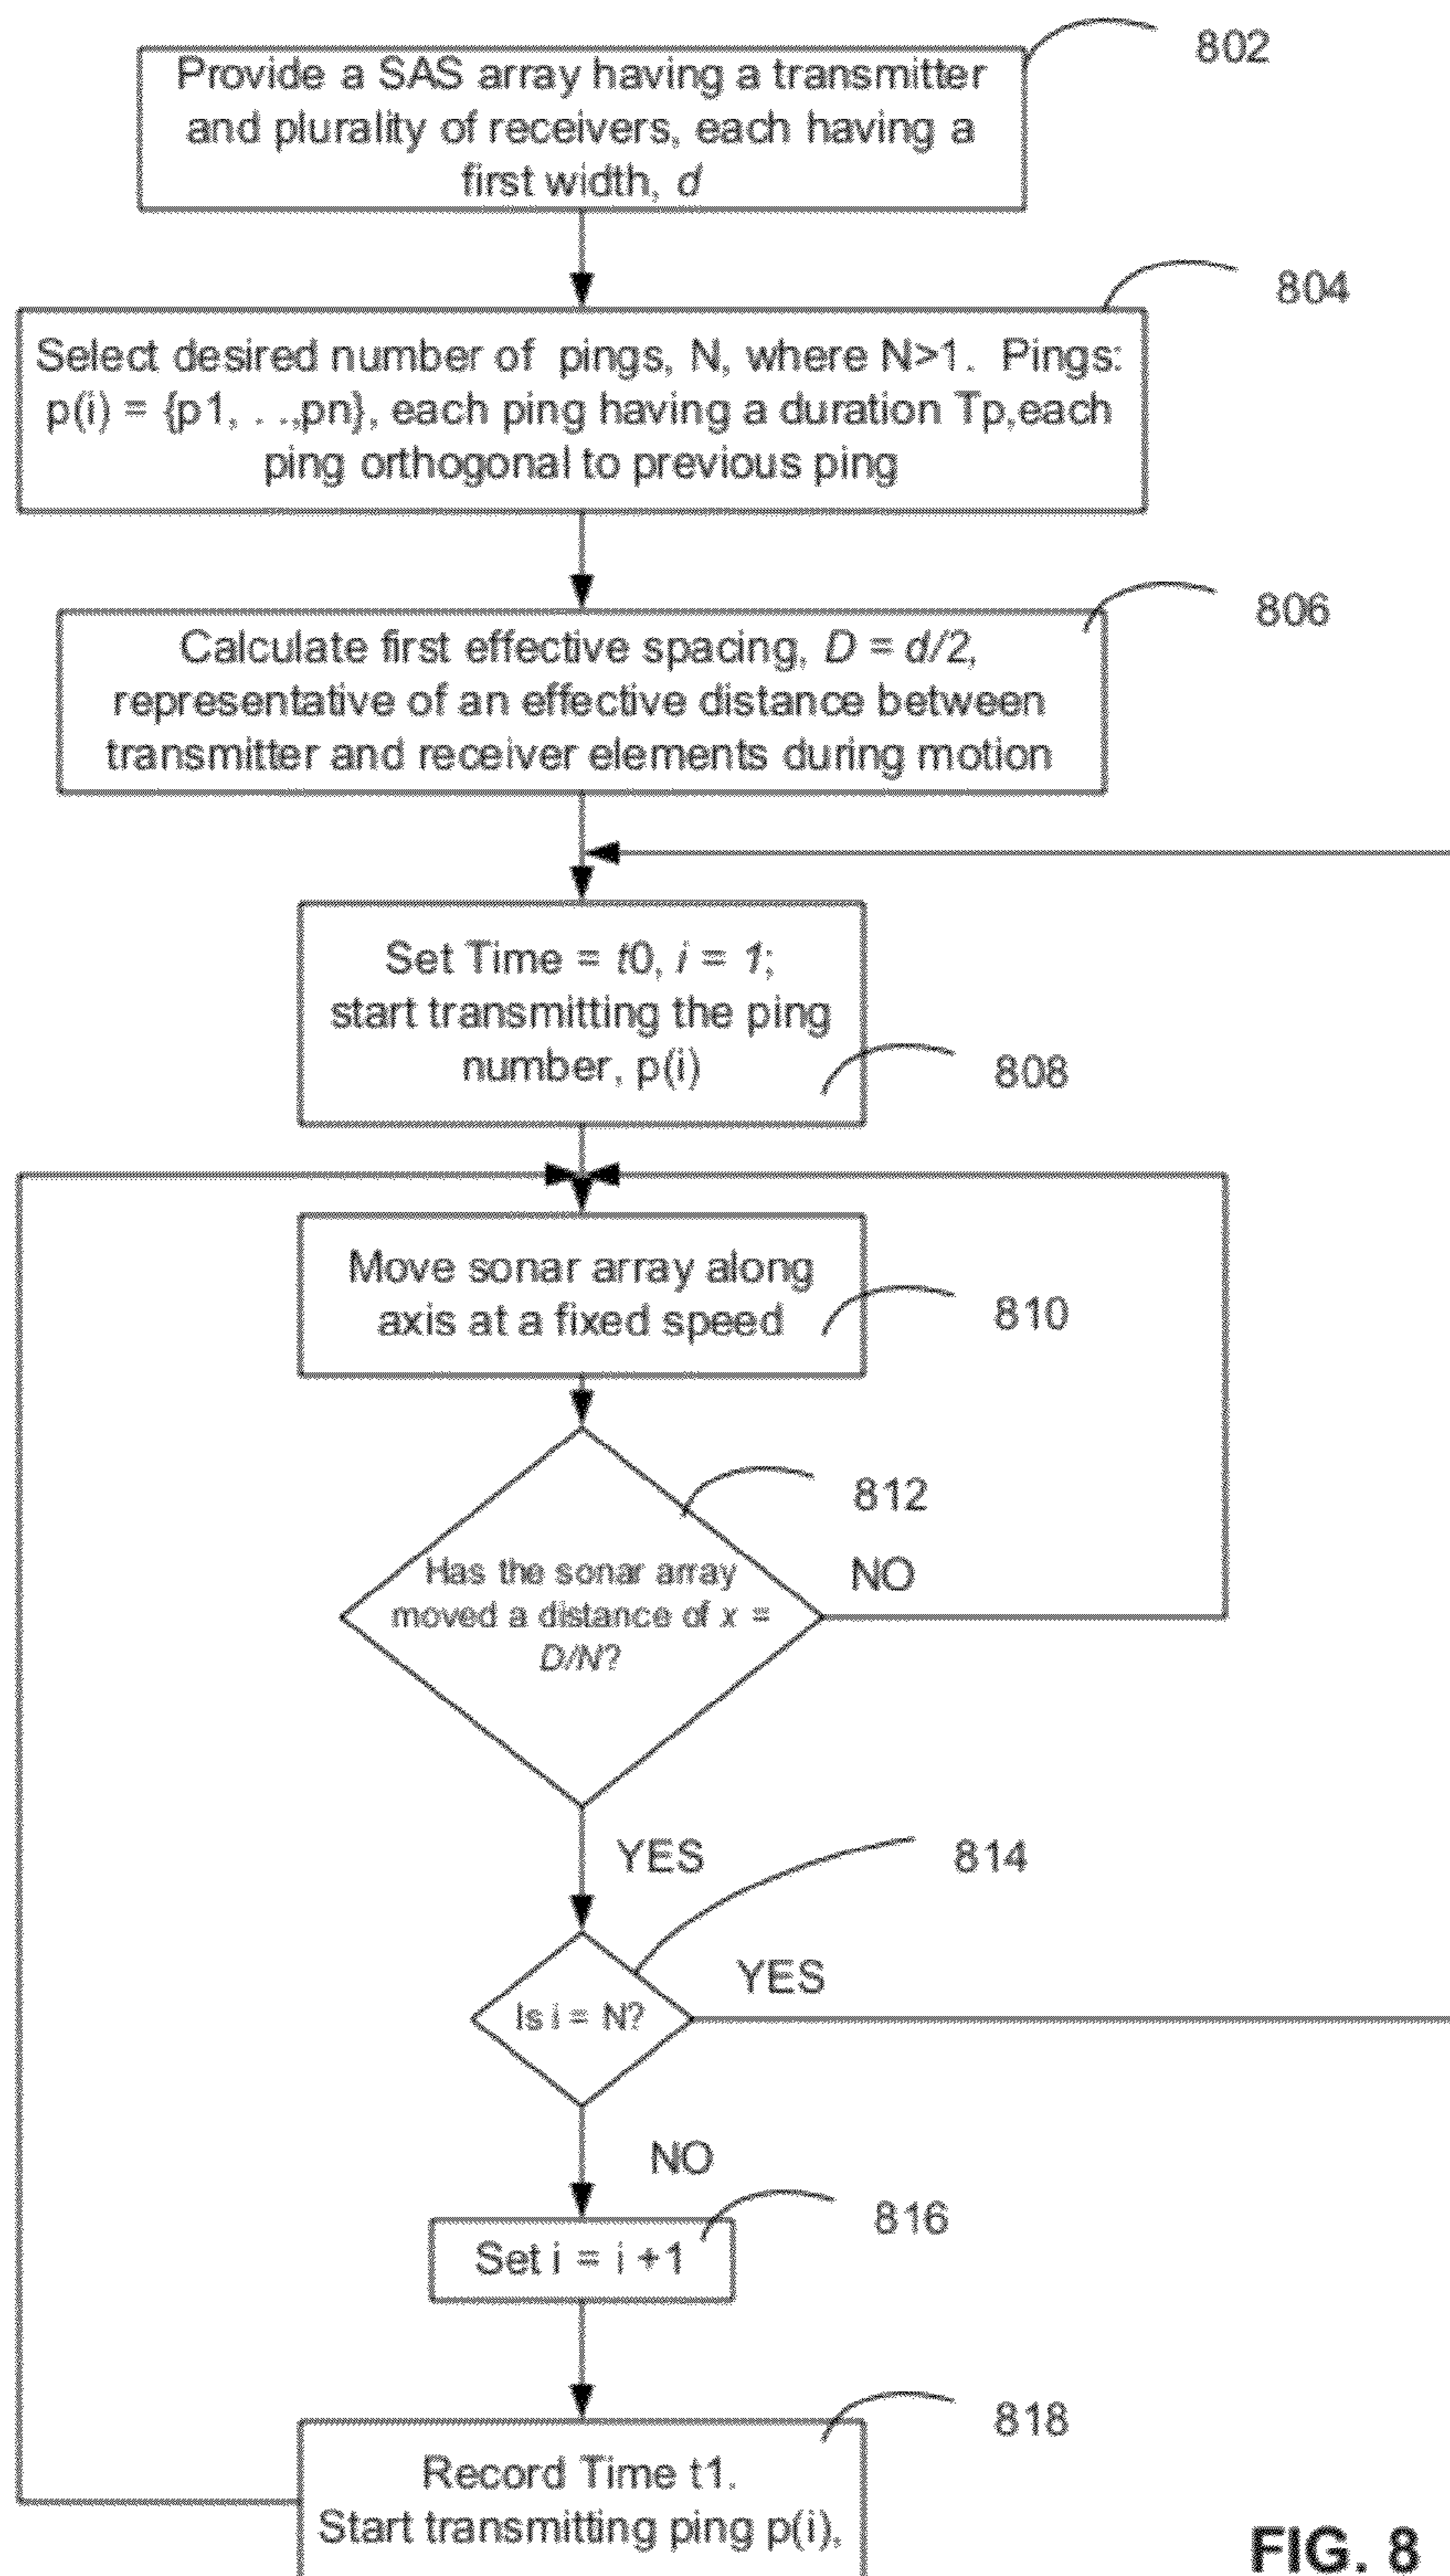 802
Provide a SAS array having a transmitter
and plurality of receivers, each having a
first width, d
804
Select desired number of pings, N, where N>1. Pings:
p(i) = {p1, . .,pn}, each ping having a duration Tp,each
ping orthogonal to previous ping
806
Calculate first effective spacing, D = d/2,
representative of an effective distance between
transmitter and receiver elements during motion
Set Time = t0, i = 1;
start transmitting the ping
number, p(i)
808
Move sonar array along
axis at a fixed speed
810
812
Has the sonar array
moved a distance of x =
D/N?
NO
YES
814
YES
Is i = N?
NO
816
Set i = i +1
818
Record Time t1.
Start transmitting ping p(i),
FIG. 8